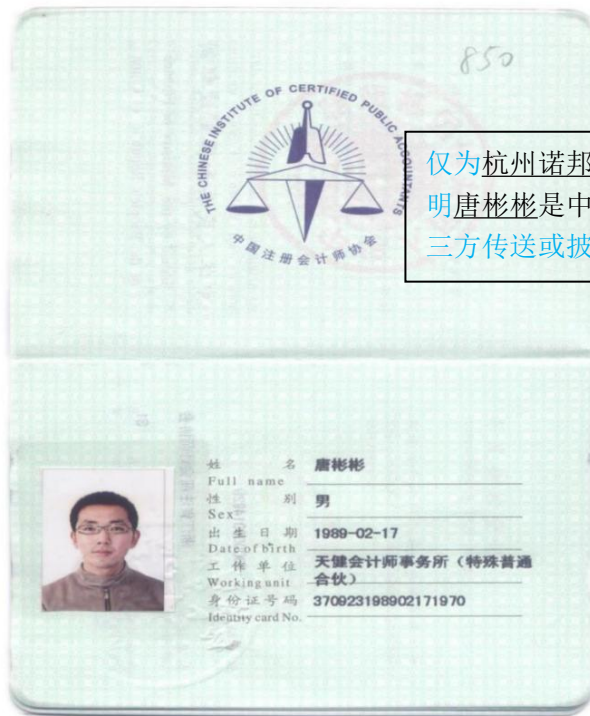 850
THE CHINESE INSTITUTE OF CERTIFIED PUBLIC ACCOUNTANTS
中国注册会计师协会
仅为杭州诺邦
明唐彬彬是中
三方传送或披
姓 名 唐彬彬
Full name
性 别 男
Sex
出 生 日 期 1989-02-17
Date of birth
工 作 单 位 天健会计师事务所（特殊普通
Working unit 合伙）
身份证号码 370923198902171970
Identity card No.